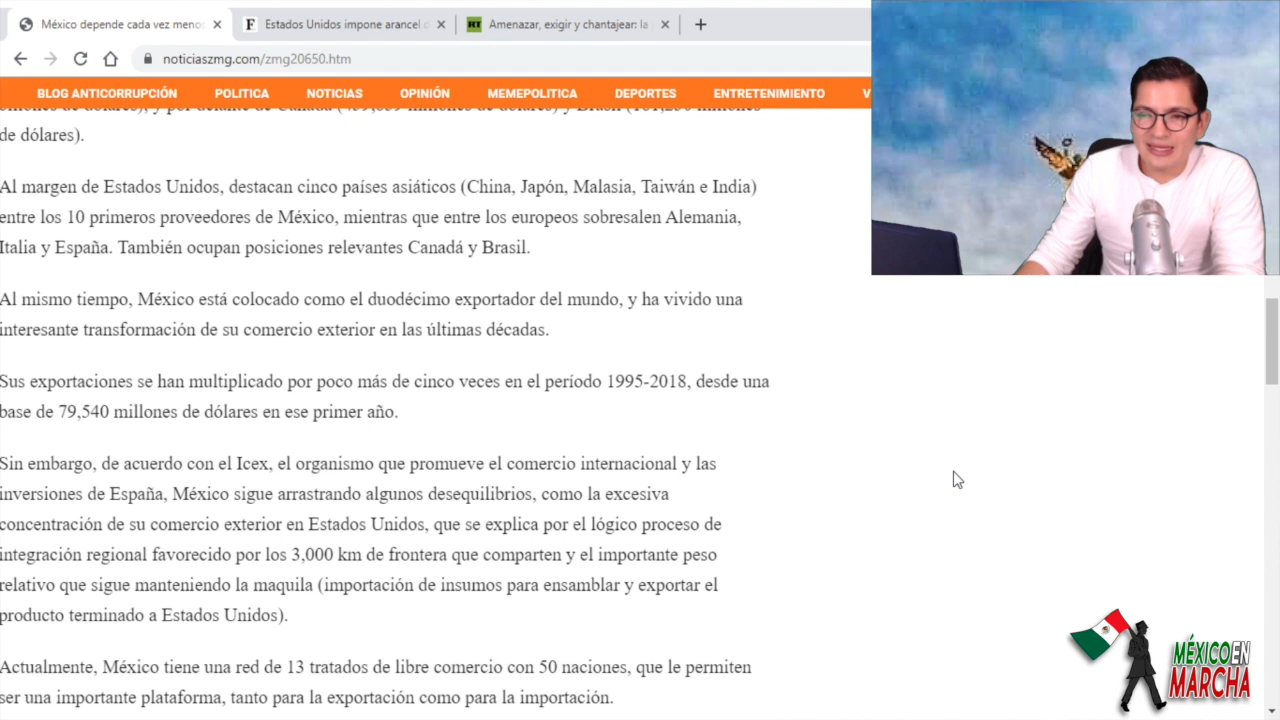 México depende cada vez menos
Estados Unidos impone arancel
RT Amenazar, exigir y chantajear: la
noticiaszmg.com/zmg20650.htm
BLOG ANTICORRUPCIÓN POLITICA NOTICIAS OPINIÓN MEMEPOLITICA DEPORTES ENTRETENIMIENTO V
de dólares).
Al margen de Estados Unidos, destacan cinco países asiáticos (China, Japón, Malasia, Taiwán e India)
entre los 10 primeros proveedores de México, mientras que entre los europeos sobresalen Alemania,
Italia y España. También ocupan posiciones relevantes Canadá y Brasil.
Al mismo tiempo, México está colocado como el duodécimo exportador del mundo, y ha vivido una
interesante transformación de su comercio exterior en las últimas décadas.
Sus exportaciones se han multiplicado por poco más de cinco veces en el período 1995-2018, desde una
base de 79,540 millones de dólares en ese primer año.
Sin embargo, de acuerdo con el Icex, el organismo que promueve el comercio internacional y las
inversiones de España, México sigue arrastrando algunos desequilibrios, como la excesiva
concentración de su comercio exterior en Estados Unidos, que se explica por el lógico proceso de
integración regional favorecido por los 3,000 km de frontera que comparten y el importante peso
relativo que sigue manteniendo la maquila (importación de insumos para ensamblar y exportar el
producto terminado a Estados Unidos).
Actualmente, México tiene una red de 13 tratados de libre comercio con 50 naciones, que le permiten
ser una importante plataforma, tanto para la exportación como para la importación.
MÉXICO EN
MARCHA